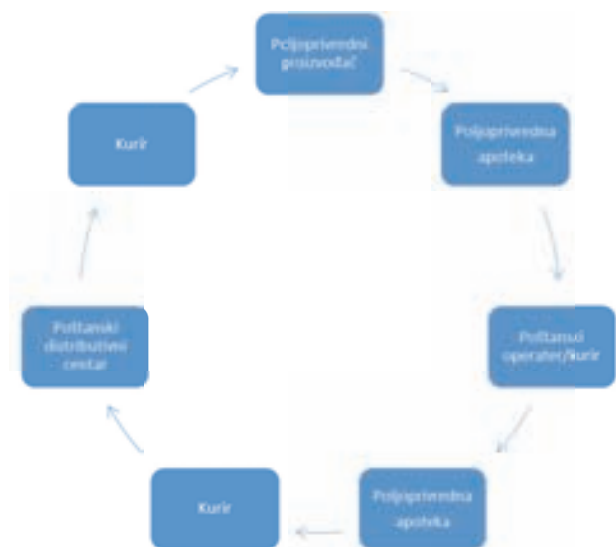 Poljoprivredni
proizvođač
Poljoprivredna
apoteka
Poštanski
operater/kurir
Poljoprivredna
apoteka
Kurir
Poštanski
distributivni
centar
Kurir